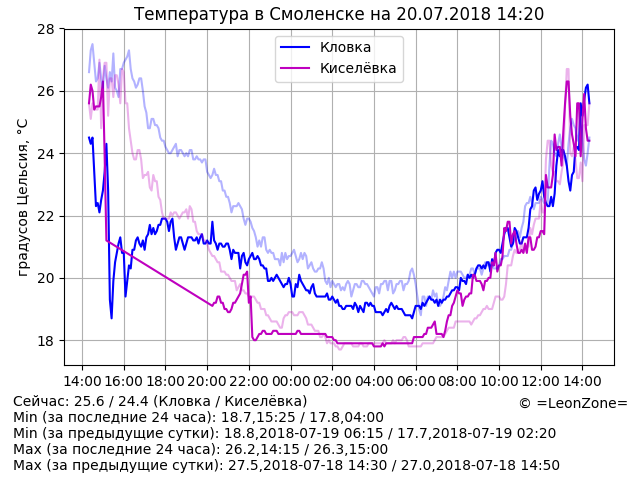 Температура в Смоленске на 20.07.2018 14:20
градусов Цельсия, °C
28
26
24
22
20
18
Кловка
Киселёвка
14:00 16:00 18:00 20:00 22:00 00:00 02:00 04:00 06:00 08:00 10:00 12:00 14:00
Сейчас: 25.6 / 24.4 (Кловка / Киселёвка)
© =LeonZone=
Min (за последние 24 часа): 18.7,15:25 / 17.8,04:00
Min (за предыдущие сутки): 18.8,2018-07-19 06:15 / 17.7,2018-07-19 02:20
Max (за последние 24 часа): 26.2,14:15 / 26.3,15:00
Max (за предыдущие сутки): 27.5,2018-07-18 14:30 / 27.0,2018-07-18 14:50